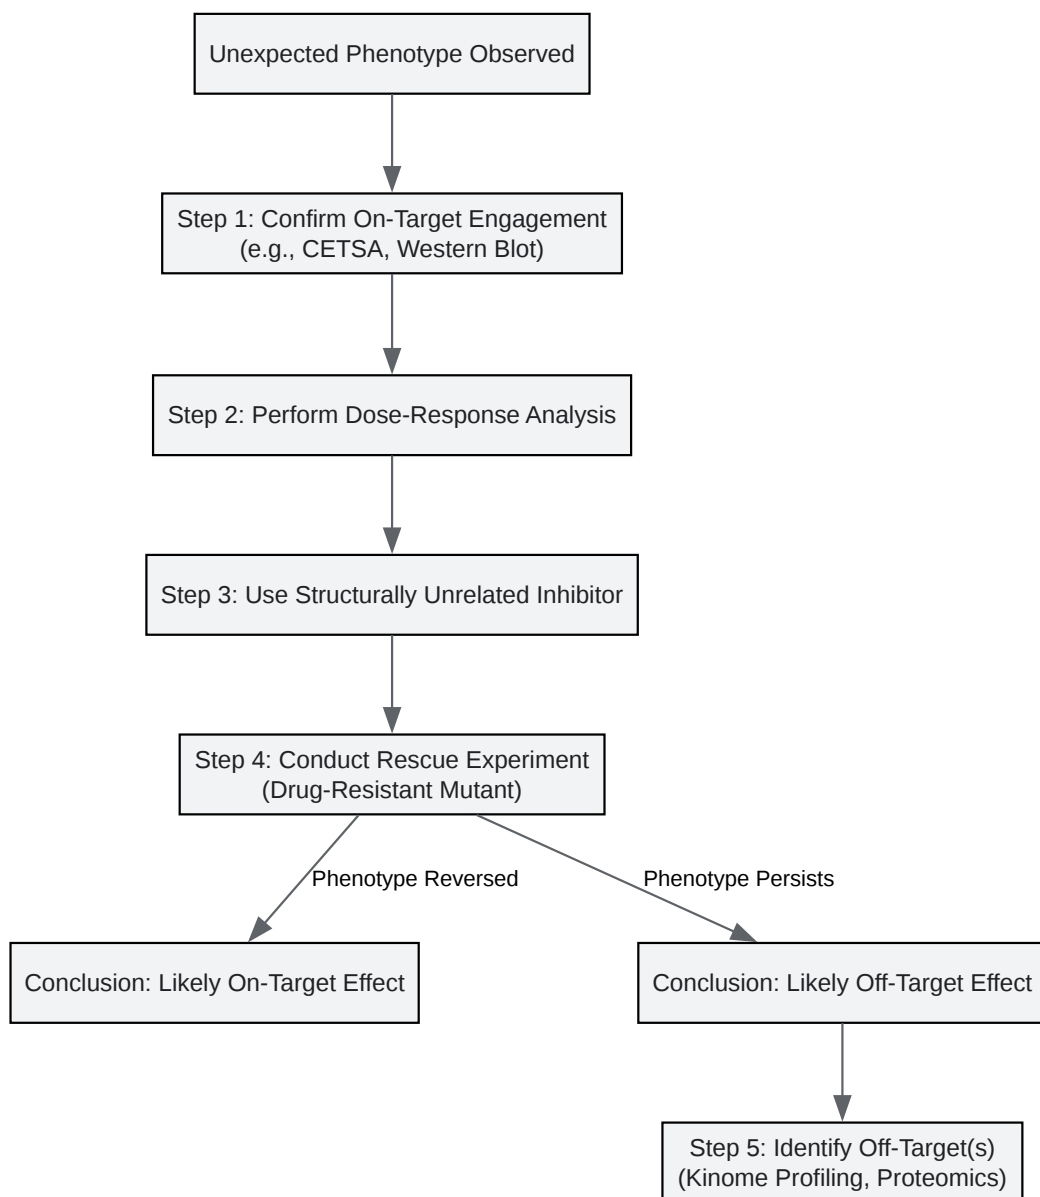 Unexpected Phenotype Observed
Step 1: Confirm On-Target Engagement
(e.g., CETSA, Western Blot)
Step 2: Perform Dose-Response Analysis
Step 3: Use Structurally Unrelated Inhibitor
Step 4: Conduct Rescue Experiment
(Drug-Resistant Mutant)
Phenotype Reversed
Phenotype Persists
Conclusion: Likely On-Target Effect
Conclusion: Likely Off-Target Effect
Step 5: Identify Off-Target(s)
(Kinome Profiling, Proteomics)